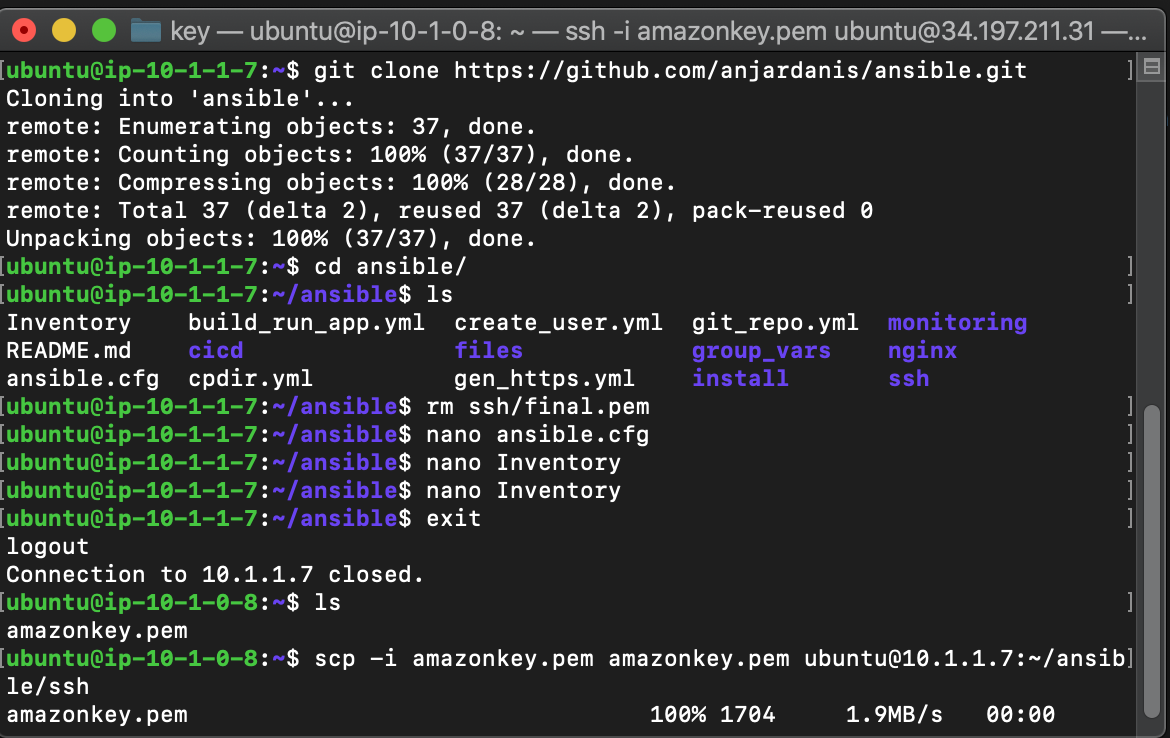 key — ubuntu@ip-10-1-0-8: ~ — ssh -i amazonkey.pem ubuntu@34.197.211.31 —...
[ubuntu@ip-10-1-1-7:~$ git clone https://github.com/anjardanis/ansible.git ]
Cloning into 'ansible'...
remote: Enumerating objects: 37, done.
remote: Counting objects: 100% (37/37), done.
remote: Compressing objects: 100% (28/28), done.
remote: Total 37 (delta 2), reused 37 (delta 2), pack-reused 0
Unpacking objects: 100% (37/37), done.
[ubuntu@ip-10-1-1-7:~$ cd ansible/ ]
[ubuntu@ip-10-1-1-7:~/ansible$ ls ]
Inventory build_run_app.yml create_user.yml git_repo.yml monitoring
README.md cicd files group_vars nginx
ansible.cfg cpdir.yml gen_https.yml install ssh
[ubuntu@ip-10-1-1-7:~/ansible$ rm ssh/final.pem ]
[ubuntu@ip-10-1-1-7:~/ansible$ nano ansible.cfg ]
[ubuntu@ip-10-1-1-7:~/ansible$ nano Inventory ]
[ubuntu@ip-10-1-1-7:~/ansible$ nano Inventory ]
[ubuntu@ip-10-1-1-7:~/ansible$ exit ]
logout
Connection to 10.1.1.7 closed.
[ubuntu@ip-10-1-0-8:~$ ls ]
amazonkey.pem
[ubuntu@ip-10-1-0-8:~$ scp -i amazonkey.pem amazonkey.pem ubuntu@10.1.1.7:~/ansib]
le/ssh
amazonkey.pem 100% 1704 1.9MB/s 00:00